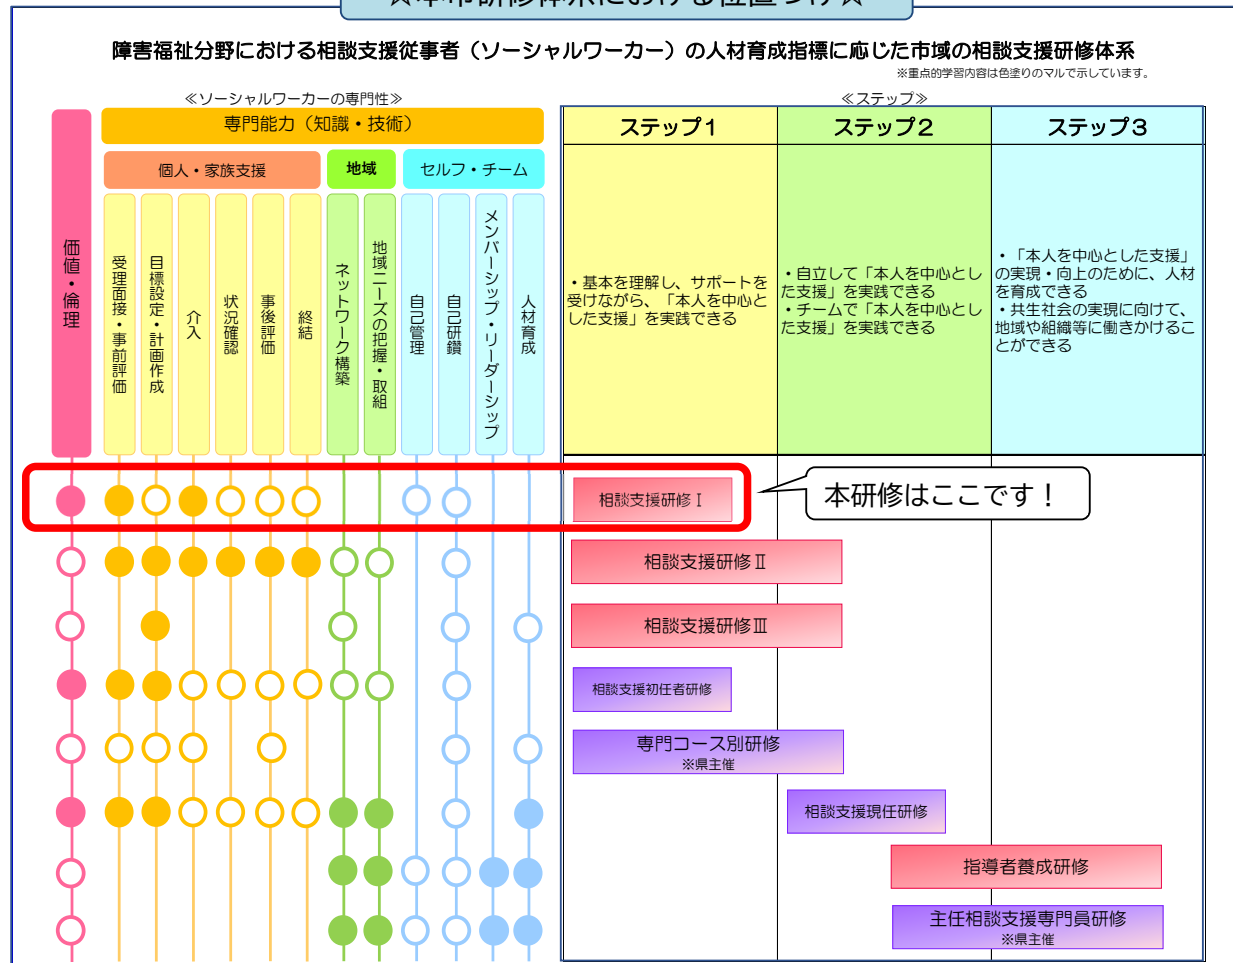 ☆本市研修体系における位置づけ☆
障害福祉分野における相談支援従事者（ソーシャルワーカー）の人材育成指標に応じた市域の相談支援研修体系
※重点的学習内容は色塗りのマルで示しています。
≪ソーシャルワーカーの専門性≫
≪ステップ≫
価値・倫理
専門能力（知識・技術）
個人・家族支援
地域
セルフ・チーム
受理面接・事前評価
目標設定・計画作成
介入
状況確認
事後評価
終結
ネットワーク構築
地域ニーズの把握・取組
自己管理
自己研鑽
メンバーシップ・リーダーシップ
人材育成
ステップ１
ステップ２
ステップ３
・基本を理解し、サポートを
受けながら、「本人を中心と
した支援」を実践できる
・自立して「本人を中心とし
た支援」を実践できる
・チームで「本人を中心とし
た支援」を実践できる
・「本人を中心とした支援」
の実現・向上のために、人材
を育成できる
・共生社会の実現に向けて、
地域や組織等に働きかけるこ
とができる
相談支援研修Ⅰ
本研修はここです！
相談支援研修Ⅱ
相談支援研修Ⅲ
相談支援初任者研修
専門コース別研修
※県主催
相談支援現任研修
指導者養成研修
主任相談支援専門員研修
※県主催